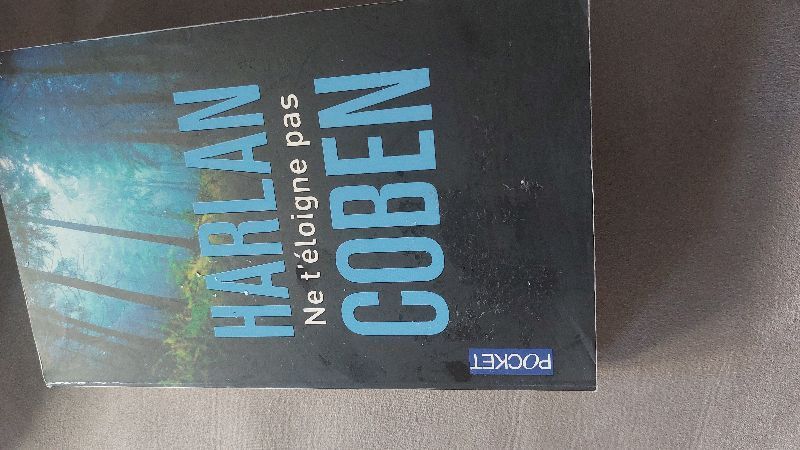 HARLAN
Ne t'éloigne pas
COBEN
POCKET